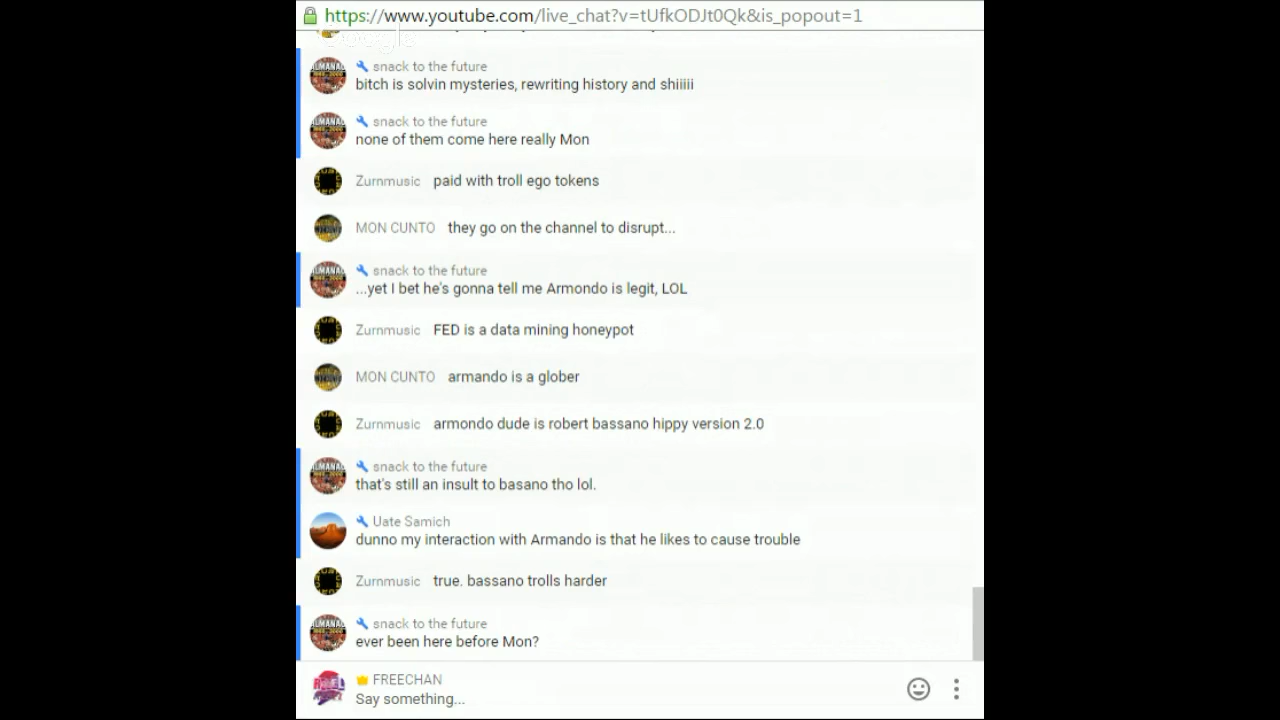 https://www.youtube.com/live_chat?v=tUfkODJt0Qk&is_popout=1
Google
snack to the future
bitch is solvin mysteries, rewriting history and shiiiii
snack to the future
none of them come here really Mon
Zurnmusic paid with troll ego tokens
MON CUNTO they go on the channel to disrupt...
snack to the future
...yet I bet he's gonna tell me Armondo is legit, LOL
Zurnmusic FED is a data mining honeypot
MON CUNTO armando is a glober
Zurnmusic armondo dude is robert bassano hippy version 2.0
snack to the future
that's still an insult to basano tho lol.
Uate Samich
dunno my interaction with Armando is that he likes to cause trouble
Zurnmusic true. bassano trolls harder
snack to the future
ever been here before Mon?
FREECHAN
Say something...